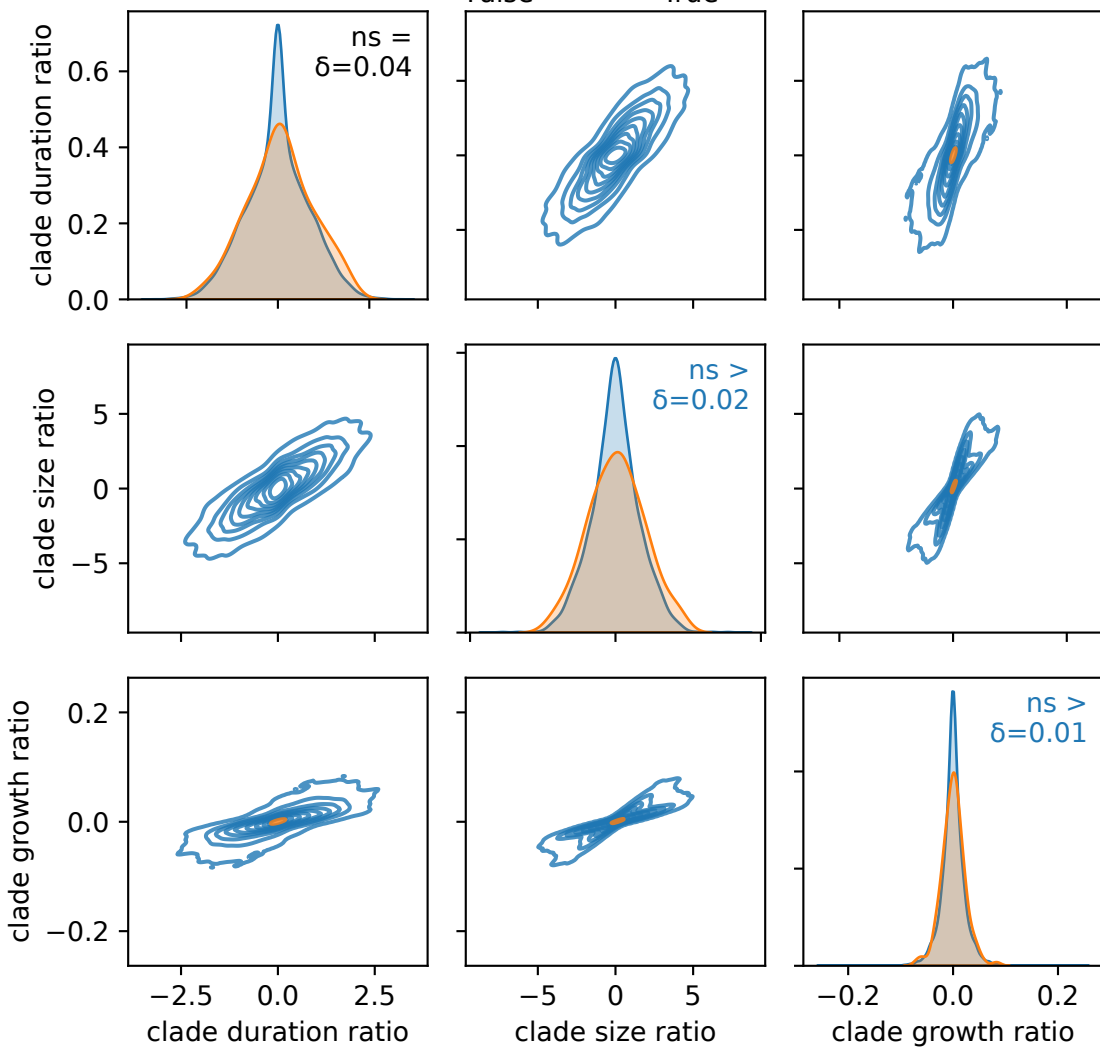 True
clade duration ratio
0.6
0.4
0.2
0.0
ns =
δ=0.04
clade size ratio
5
0
−5
ns >
δ=0.02
clade growth ratio
0.2
0.0
−0.2
ns >
δ=0.01
−2.5 0.0 2.5
−5 0 5
−0.2 0.0 0.2
clade duration ratio
clade size ratio
clade growth ratio